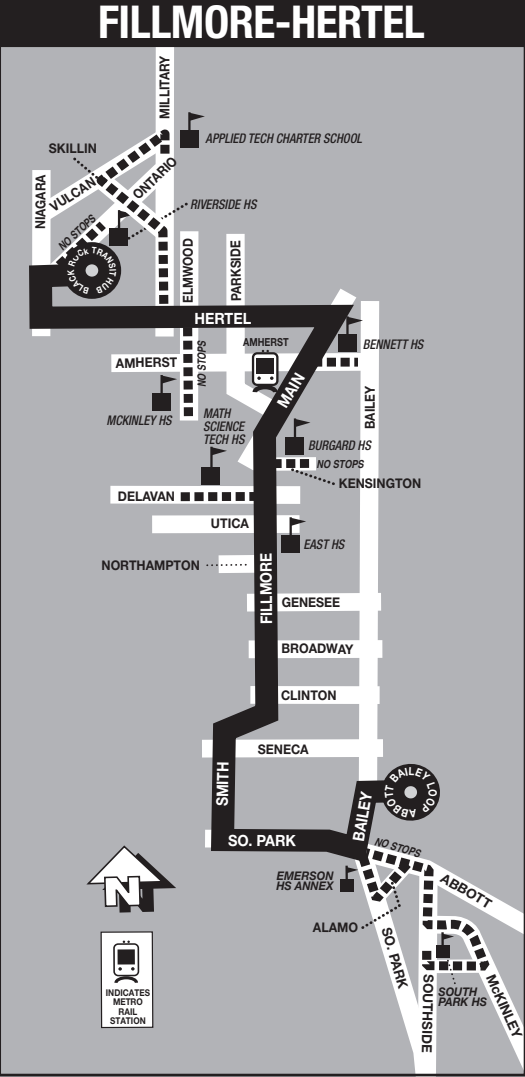 FILLMORE-HERTEL
MILLITARY
APPLIED TECH CHARTER SCHOOL
SKILLIN
VULCAN
ONTARIO
NIAGARA
RIVERSIDE HS
NO STOPS
BLACK ROCK TRANSIT HUB
ELMWOOD
PARKSIDE
HERTEL
AMHERST
BENNETT HS
AMHERST
NO STOPS
MAIN
BAILEY
MCKINLEY HS
MATH
SCIENCE
TECH HS
BURGARD HS
NO STOPS
KENSINGTON
DELAVAN
UTICA
EAST HS
NORTHAMPTON
FILLMORE
GENESEE
BROADWAY
CLINTON
SENECA
SMITH
ABBOTT BAILEY LOOP
BAILEY
SO. PARK
NO STOPS
EMERSON
HS ANNEX
ABBOTT
ALAMO
SO. PARK
N
INDICATES
METRO
RAIL
STATION
SOUTH
PARK HS
SOUTHSIDE
McKINLEY